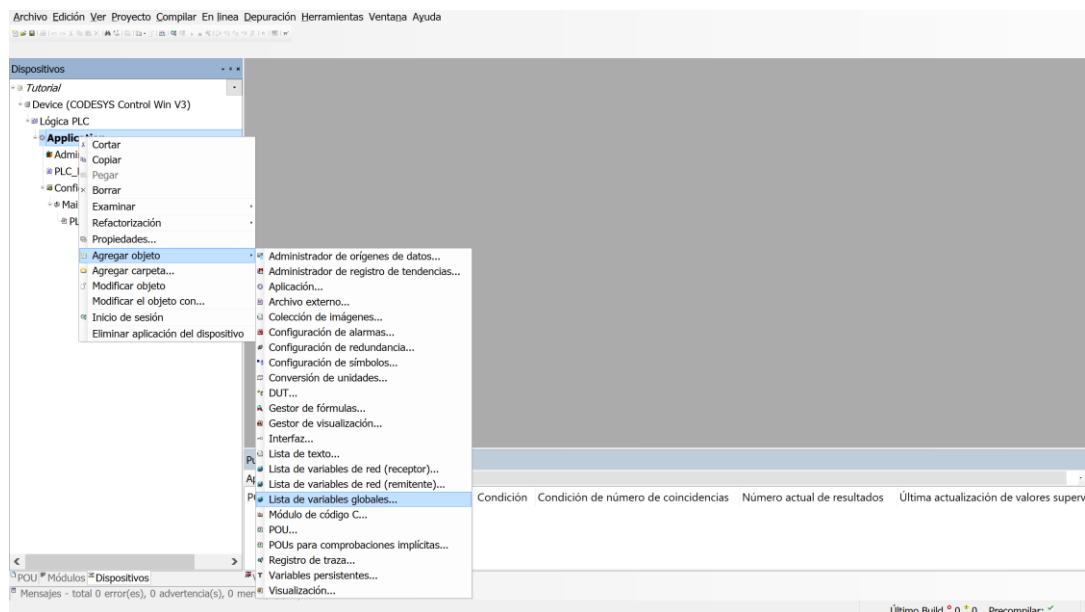 Archivo Edición Ver Proyecto Compilar En línea Depuración Herramientas Ventana Ayuda
Dispositivos
Tutorial
Device (CODESYS Control Win V3)
Lógica PLC
Application
Cortar
Copiar
Pegar
Borrar
Examinar
Refactorización
Propiedades...
Agregar objeto
Agregar carpeta...
Modificar objeto
Modificar el objeto con...
Inicio de sesión
Eliminar aplicación del dispositivo
Administrador de orígenes de datos...
Administrador de registro de tendencias...
Aplicación...
Archivo externo...
Colección de imágenes...
Configuración de alarmas...
Configuración de redundancia...
Configuración de símbolos...
Conversión de unidades...
DUT...
Gestor de fórmulas...
Gestor de visualización...
Interfaz...
Lista de texto...
Lista de variables de red (receptor)...
Lista de variables de red (remitente)...
Lista de variables globales...
Módulo de código C...
POU...
POUs para comprobaciones implícitas...
Registro de traza...
Variables persistentes...
Visualización...
Condición Condición de número de coincidencias Número actual de resultados Última actualización de valores superv
POU Módulos Dispositivos
Mensajes - total 0 error(es), 0 advertencia(s), 0 men
Último Build 0 0 Precompilar: